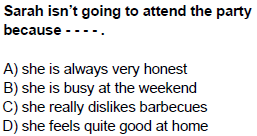 Sarah isn't going to attend the party
because - - - - .
A) she is always very honest
B) she is busy at the weekend
C) she really dislikes barbecues
D) she feels quite good at home